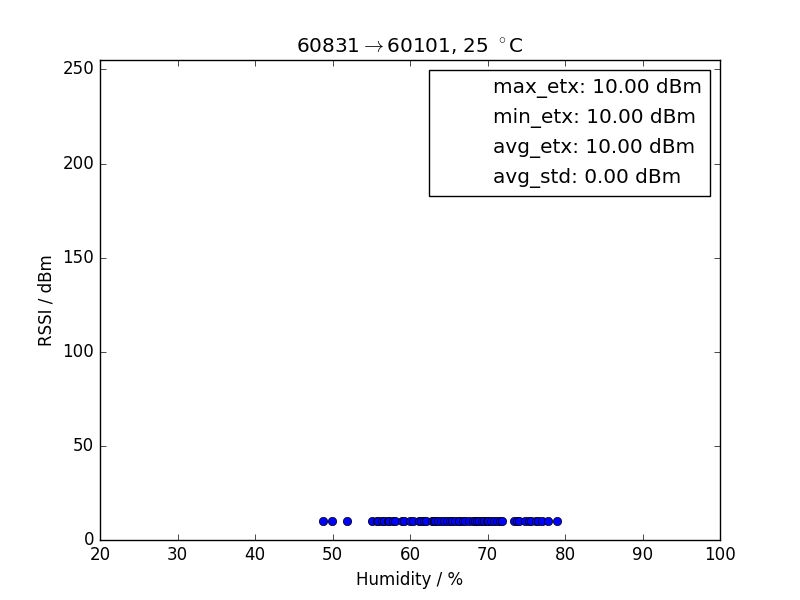 60831→60101, 25 °C
max_etx: 10.00 dBm
min_etx: 10.00 dBm
avg_etx: 10.00 dBm
avg_std: 0.00 dBm
250
200
150
100
50
0
RSSI / dBm
20 30 40 50 60 70 80 90 100
Humidity / %